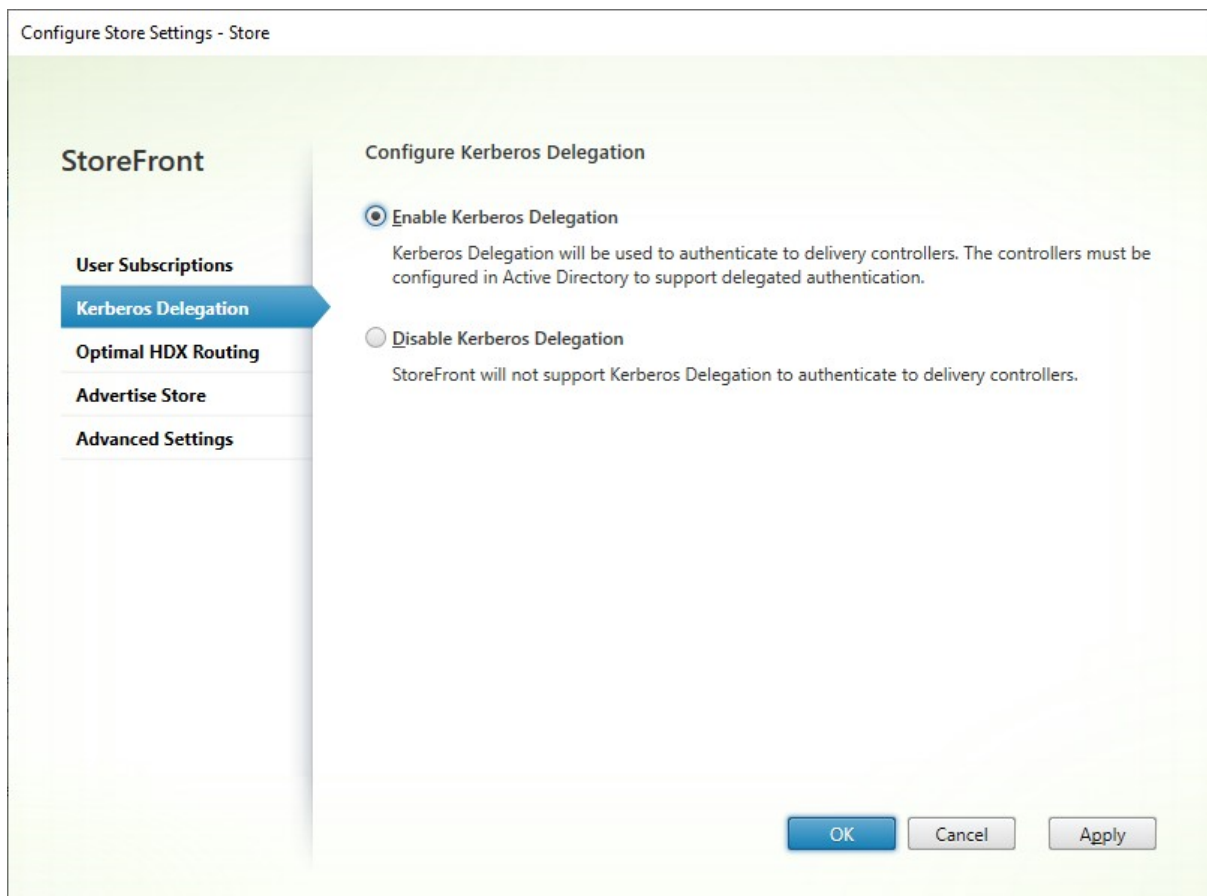 Configure Store Settings - Store
StoreFront
User Subscriptions
Kerberos Delegation
Optimal HDX Routing
Advertise Store
Advanced Settings
Configure Kerberos Delegation
Enable Kerberos Delegation
Kerberos Delegation will be used to authenticate to delivery controllers. The controllers must be
configured in Active Directory to support delegated authentication.
Disable Kerberos Delegation
StoreFront will not support Kerberos Delegation to authenticate to delivery controllers.
OK
Cancel
Apply